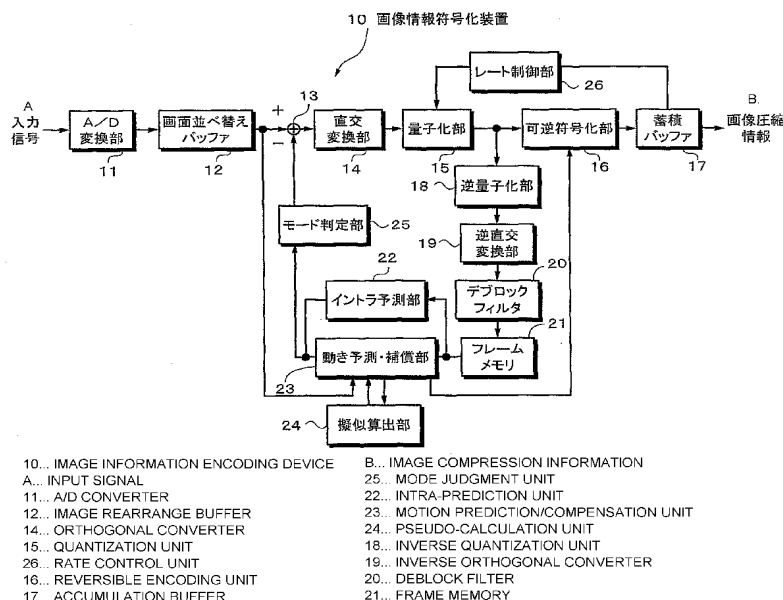 10 画像情報符号化装置
A.
入力
信号
A/D
変換部
11
画面並べ替え
バッファ
12
+
−
13
直交
変換部
14
量子化部
15
レート制御部
26
可逆符号化部
16
蓄積
バッファ
17
B.
画像圧縮
情報
18
逆量子化部
19
逆直交
変換部
20
デブロック
フィルタ
21
フレーム
メモリ
モード判定部
25
22
イントラ予測部
動き予測・補償部
23
24
擬似算出部
10... IMAGE INFORMATION ENCODING DEVICE
A... INPUT SIGNAL
11... A/D CONVERTER
12... IMAGE REARRANGE BUFFER
14... ORTHOGONAL CONVERTER
15... QUANTIZATION UNIT
26... RATE CONTROL UNIT
16... REVERSIBLE ENCODING UNIT
17... ACCUMULATION BUFFER
B... IMAGE COMPRESSION INFORMATION
25... MODE JUDGMENT UNIT
22... INTRA-PREDICTION UNIT
23... MOTION PREDICTION/COMPENSATION UNIT
24... PSEUDO-CALCULATION UNIT
18... INVERSE QUANTIZATION UNIT
19... INVERSE ORTHOGONAL CONVERTER
20... DEBLOCK FILTER
21... FRAME MEMORY